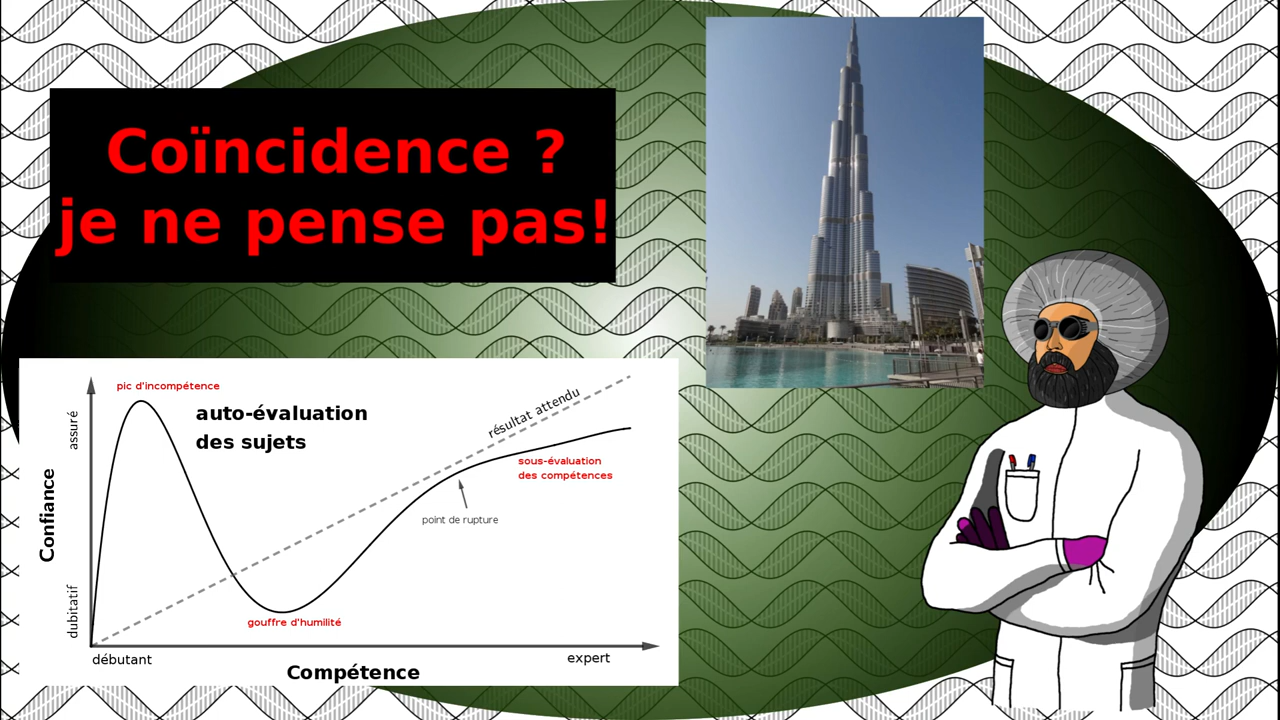 Coïncidence ?
je ne pense pas!
pic d'incompétence
auto-évaluation
des sujets
résultat attendu
sous-évaluation
des compétences
point de rupture
gouffre d'humilité
assuré
Confiance
dubitatif
débutant
expert
Compétence